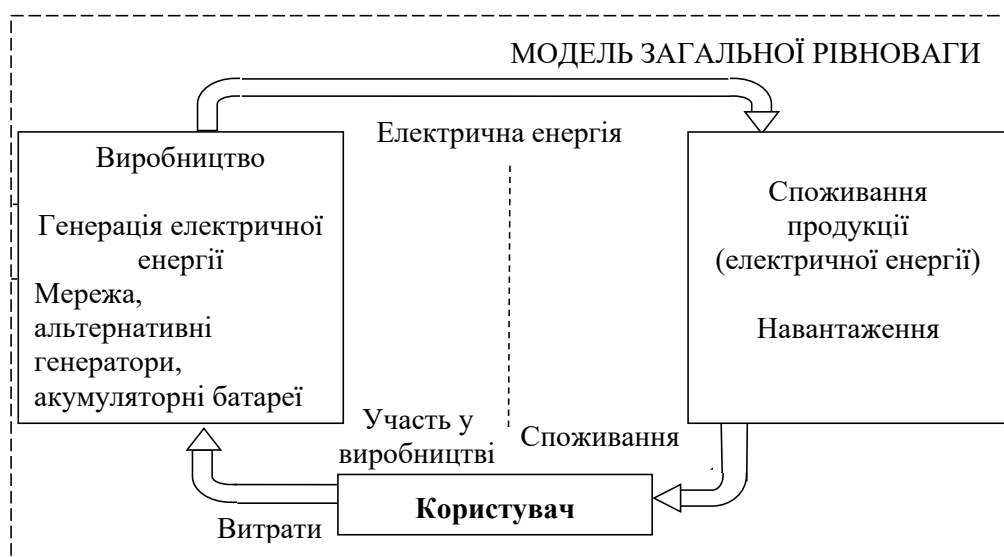 МОДЕЛЬ ЗАГАЛЬНОЇ РІВНОВАГИ
Електрична енергія
Виробництво
Генерація електричної
енергії
Мережа,
альтернативні
генератори,
акумуляторні батареї
Споживання
продукції
(електричної енергії)
Навантаження
Участь у
виробництві
Споживання
Користувач
Витрати